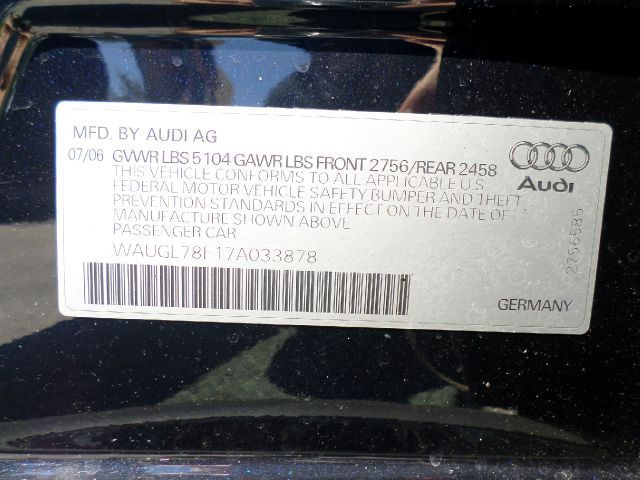 MFD. BY AUDI AG
07/06 GVWR LBS 5104 GAWR LBS FRONT 2756/REAR 2458
THIS VEHICLE CONFORMS TO ALL APPLICABLE U.S
FEDERAL MOTOR VEHICLE SAFETY BUMPER AND THEFT
PREVENTION STANDARDS IN EFFECT ON THE DATE OF
MANUFACTURE SHOWN ABOVE
PASSENGER CAR
WAUGL78E17A033878
Audi
2766585
GERMANY